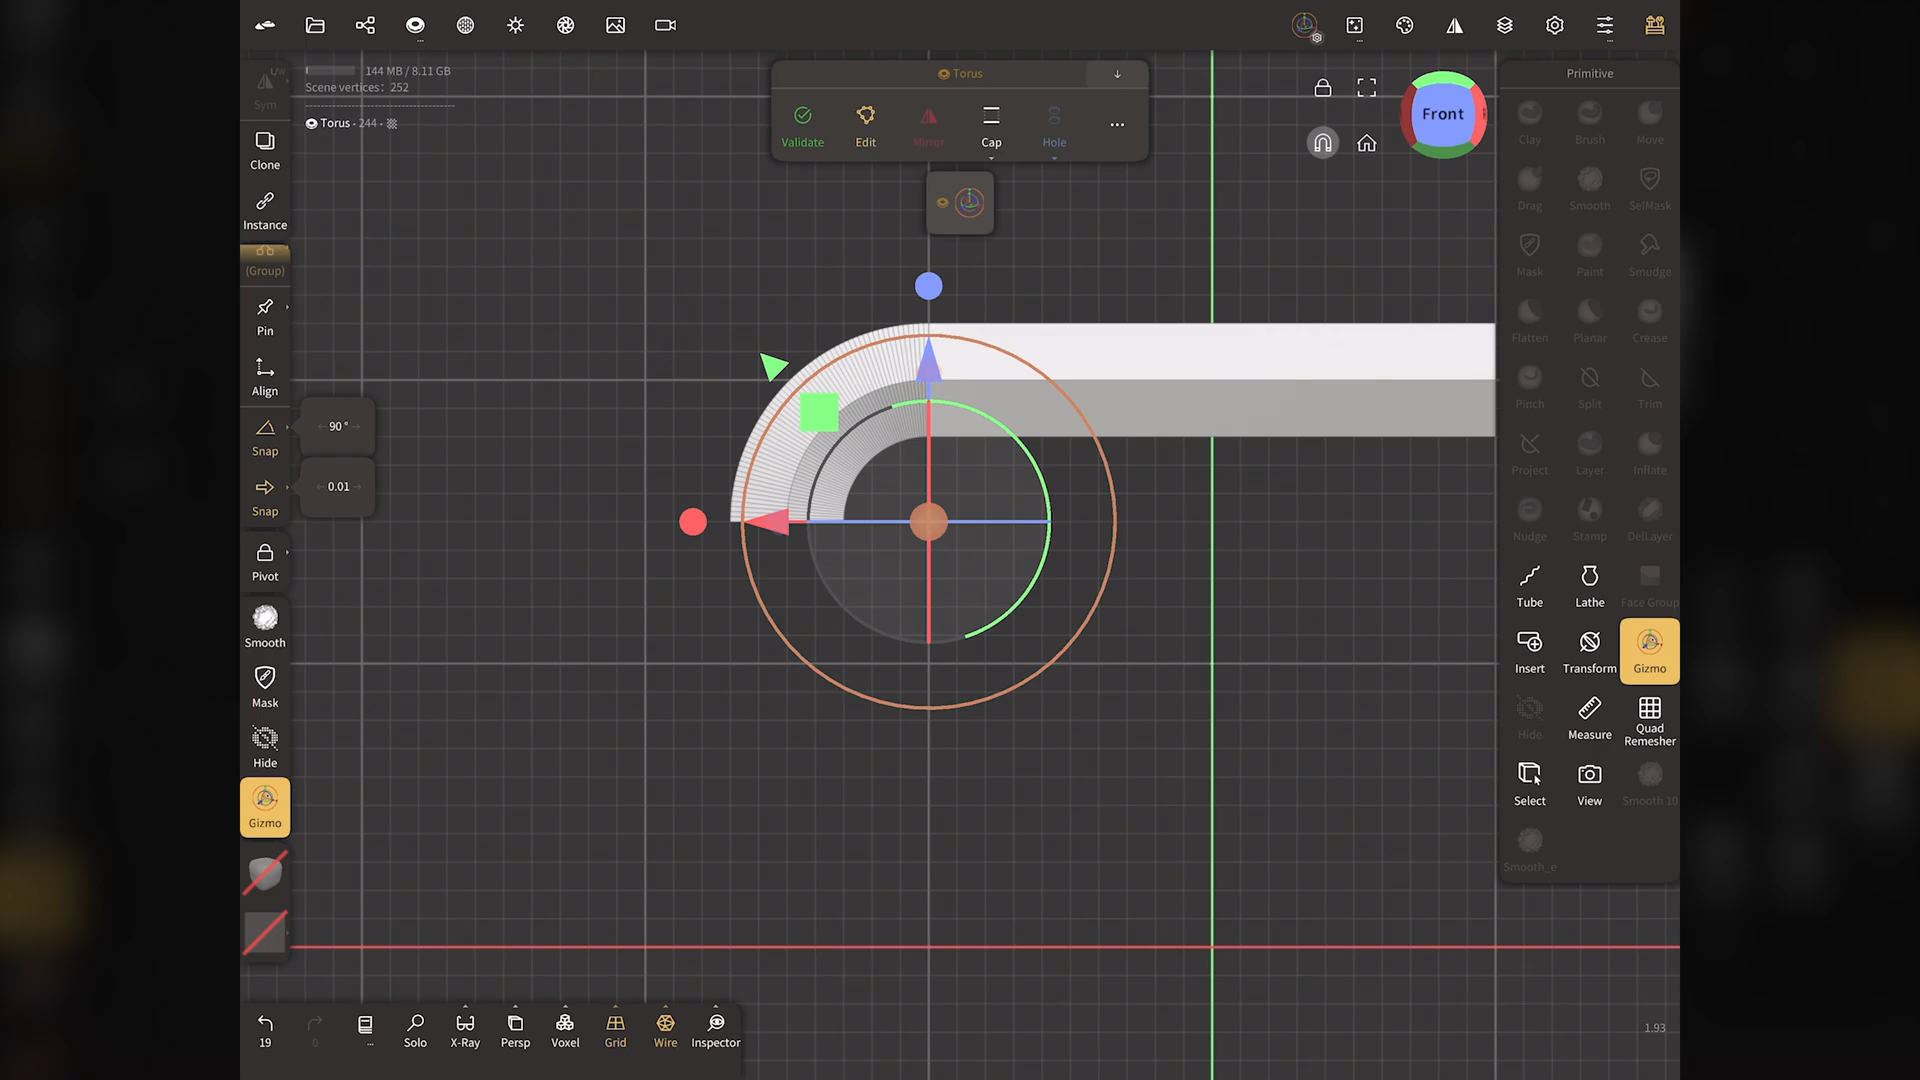 144 MB / 8.11 GB
Scene vertices: 252
Torus - 244 -
Sym
Clone
Instance
(Group)
Pin
Align
Snap
90 °
Snap
0.01
Pivot
Smooth
Mask
Hide
Gizmo
Torus
Validate
Edit
Mirror
Cap
Hole
...
Front
Primitive
Clay
Brush
Move
Drag
Smooth
SelMask
Mask
Paint
Smudge
Flatten
Planar
Crease
Pinch
Split
Trim
Project
Layer
Inflate
Nudge
Stamp
DelLayer
Tube
Lathe
Face Group
Insert
Transform
Gizmo
Hide
Measure
Quad
Remesher
Select
View
Smooth 10
Smooth_e
19
0
...
Solo
X-Ray
Persp
Voxel
Grid
Wire
Inspector
1.93